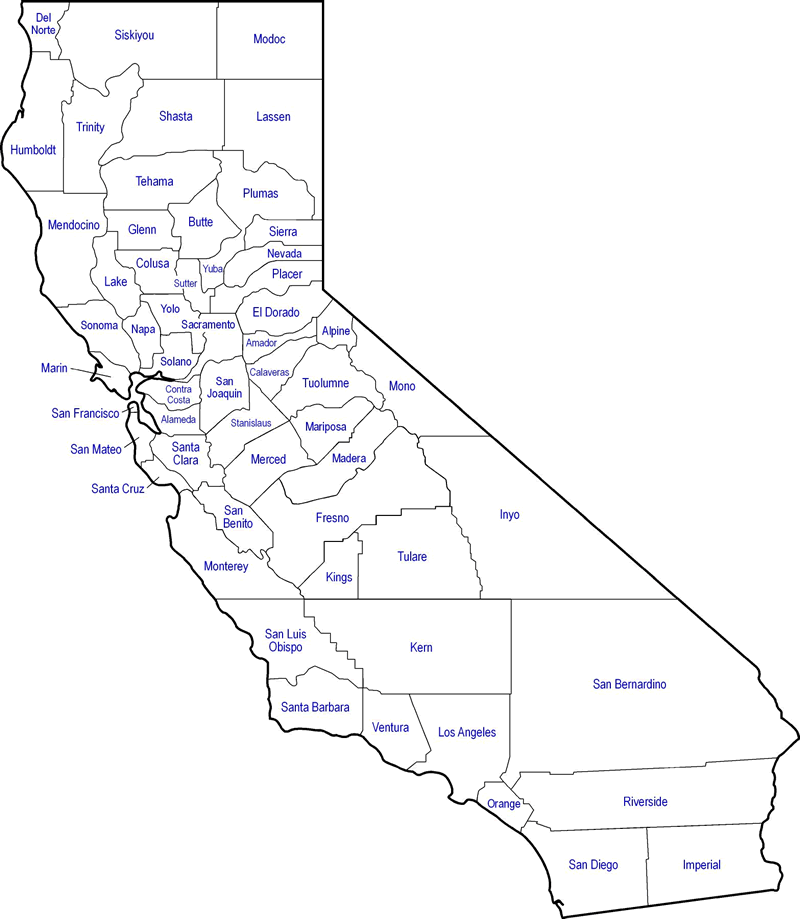 Del
Norte
Siskiyou
Modoc
Shasta
Lassen
Trinity
Humboldt
Tehama
Plumas
Mendocino
Glenn
Butte
Sierra
Nevada
Colusa
Yuba
Placer
Lake
Sutter
Yolo
El Dorado
Sonoma
Napa
Sacramento
Alpine
Amador
Solano
Marin
Calaveras
San
Joaquin
Tuolumne
Mono
Contra
Costa
San Francisco
Alameda
Stanislaus
Mariposa
San Mateo
Santa
Clara
Merced
Madera
Santa Cruz
San
Benito
Fresno
Inyo
Monterey
Kings
Tulare
San Luis
Obispo
Kern
San Bernardino
Santa Barbara
Ventura
Los Angeles
Orange
Riverside
San Diego
Imperial